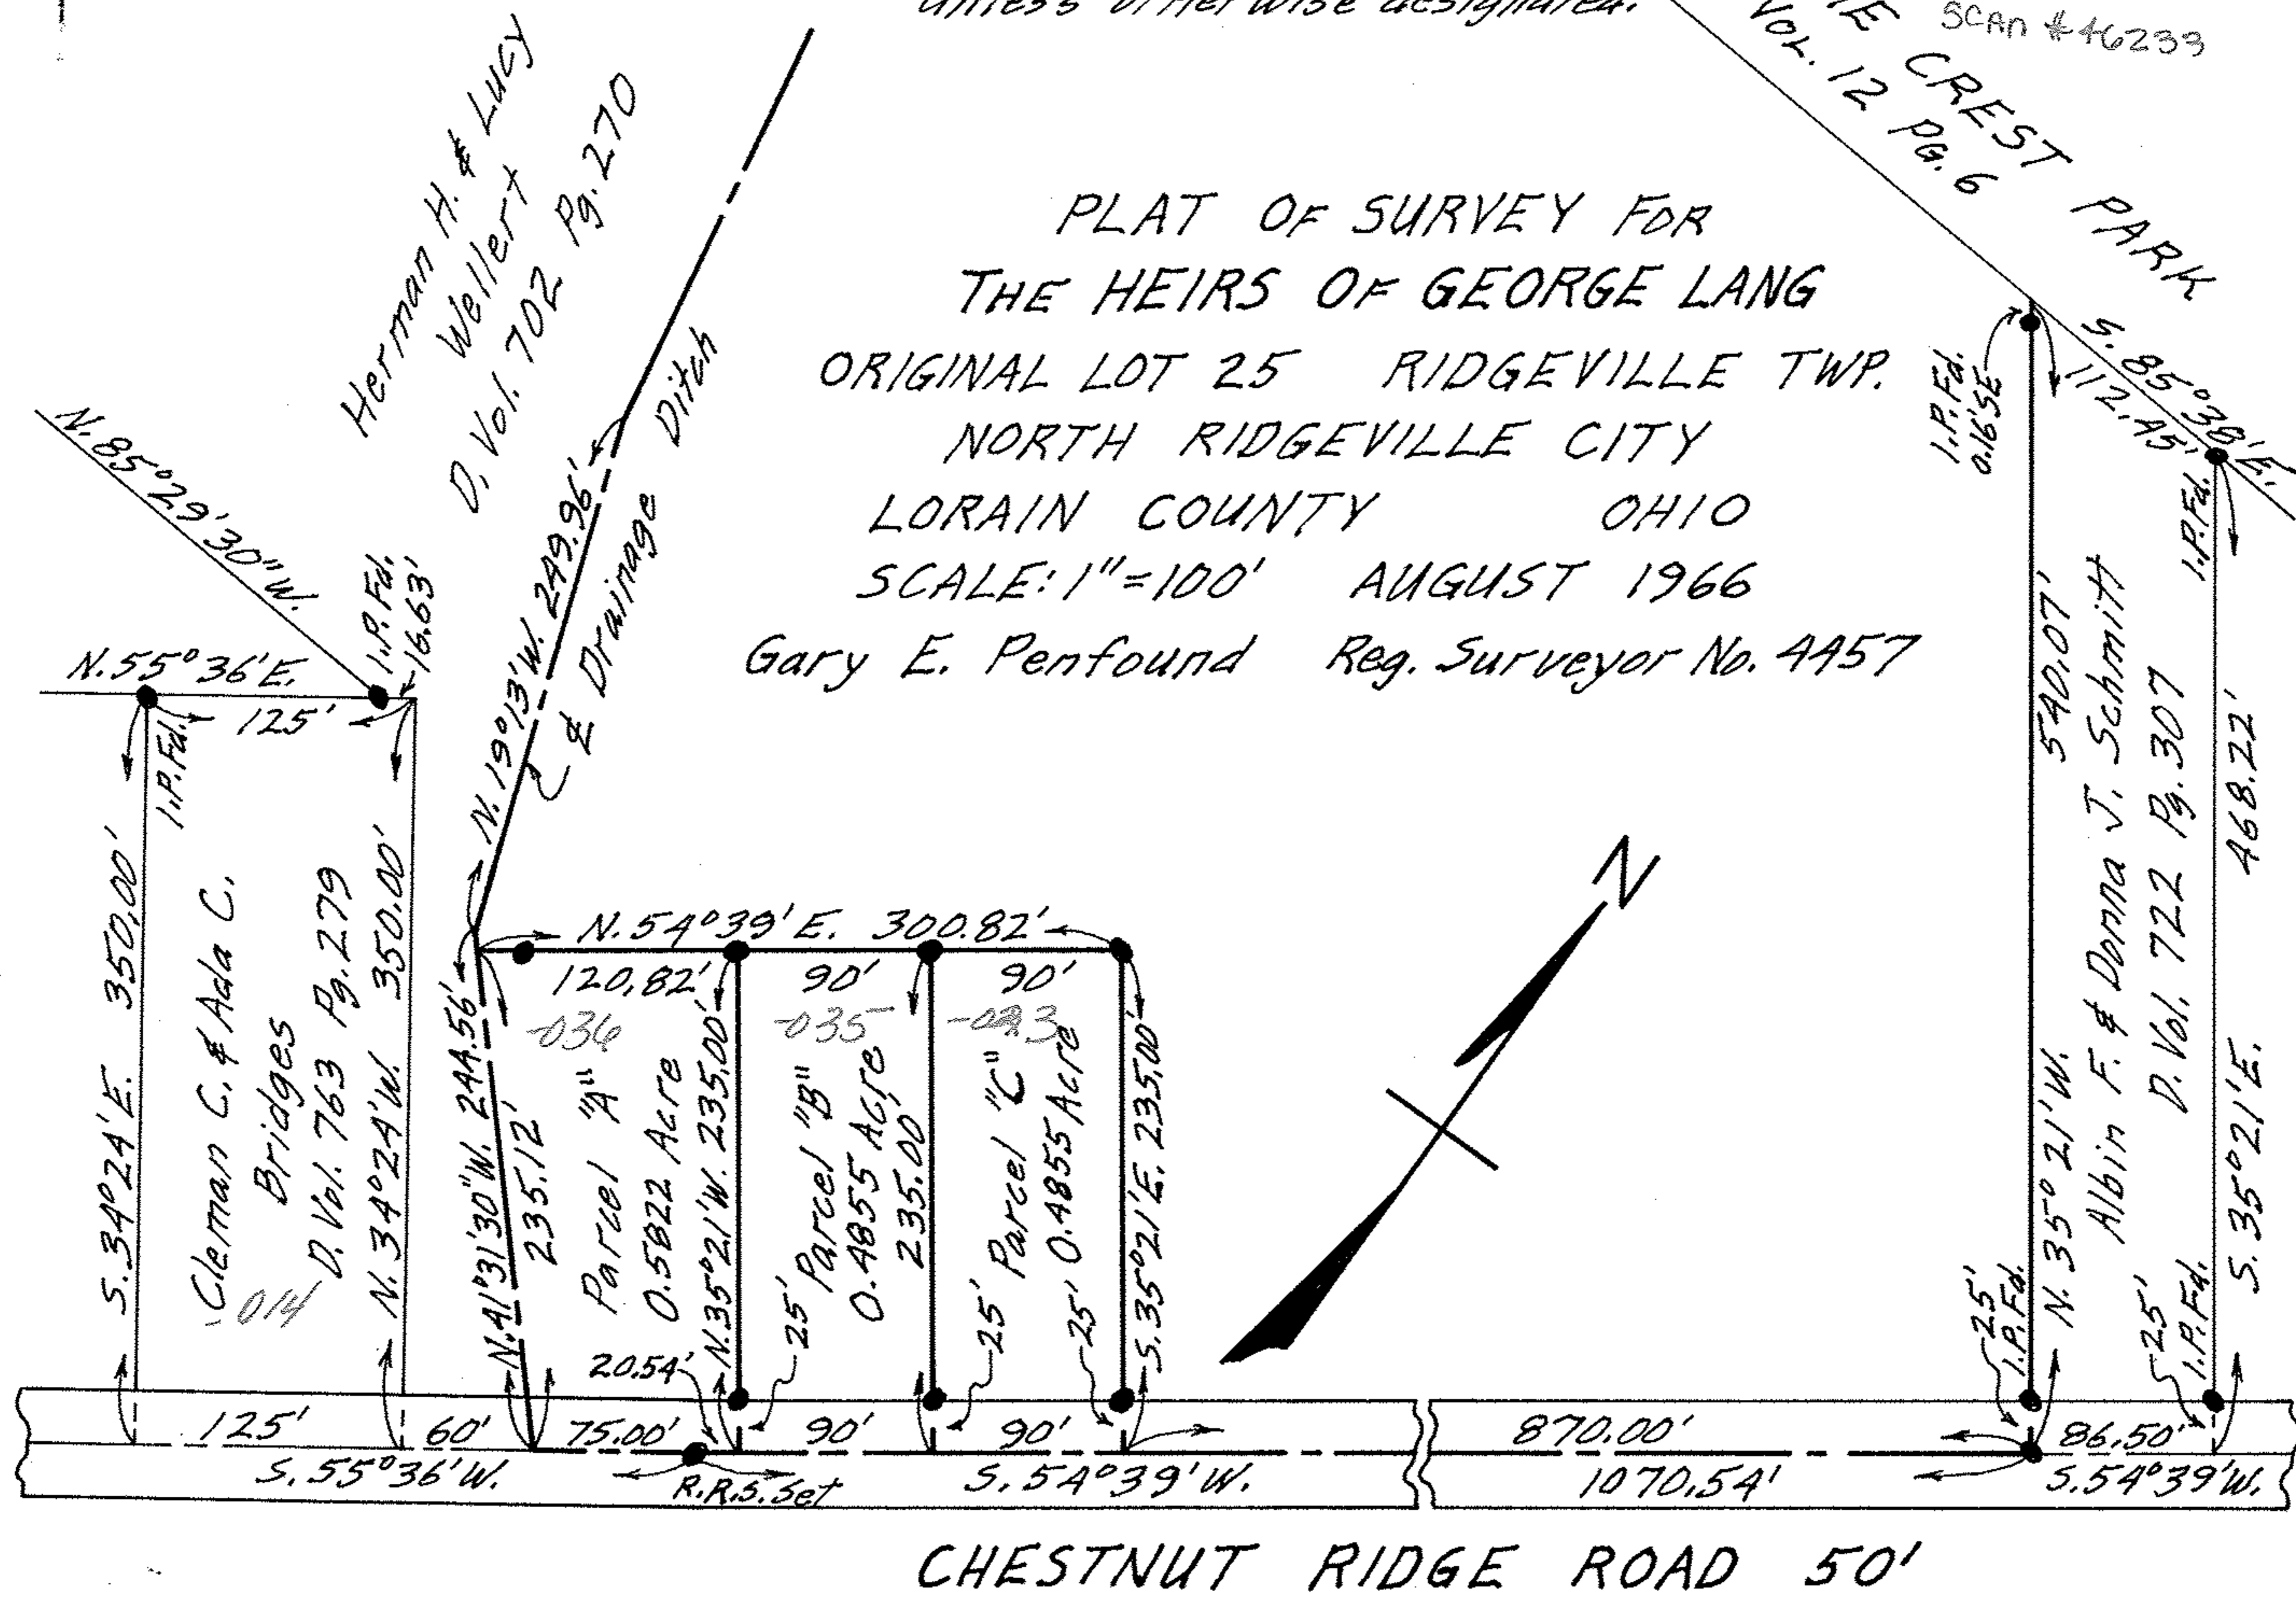 unless otherwise designated.
SCAN #46233
CREST PARK
VOL. 12 PG. 6
Herman H. & Lucy
Wellert
D. Vol. 702 Pg. 270
PLAT OF SURVEY FOR
THE HEIRS OF GEORGE LANG
ORIGINAL LOT 25 RIDGEVILLE TWP.
NORTH RIDGEVILLE CITY
LORAIN COUNTY OHIO
SCALE: 1"=100' AUGUST 1966
Gary E. Penfound Reg. Surveyor No. 4457
N. 85°29'30" W.
I.P. Fd.
16.63'
N. 55°36' E.
125'
I.P. Fd.
S. 34°24' E. 350.00'
Cleman C. & Ada C.
Bridges
D. Vol. 763 Pg. 279
-014
N. 34°24' W. 350.00'
N. 19°13' W. 249.96'
℄ Drainage Ditch
N. 54°39' E. 300.82'
120.82'
90'
90'
-036
-035
N. 41°31'30" W. 244.56'
235.12'
Parcel "A"
0.5822 Acre
N. 35°21' W. 235.00'
25'
Parcel "B"
0.4855 Acre
235.00'
25'
Parcel "C"
0.4855 Acre
25'
S. 35°21' E. 235.00'
N
I.P. Fd.
0.16' SE
S. 85°38' E.
112.45'
I.P. Fd.
540.07'
N. 35°21' W.
Albin F. & Donna J. Schmitt
D. Vol. 722 Pg. 307
468.22'
S. 35°21' E.
25'
I.P. Fd.
25'
I.P. Fd.
20.54'
125'
60'
75.00'
90'
90'
870.00'
86.50'
S. 55°36' W.
R.R.S. Set
S. 54°39' W.
1070.54'
S. 54°39' W.
CHESTNUT RIDGE ROAD 50'